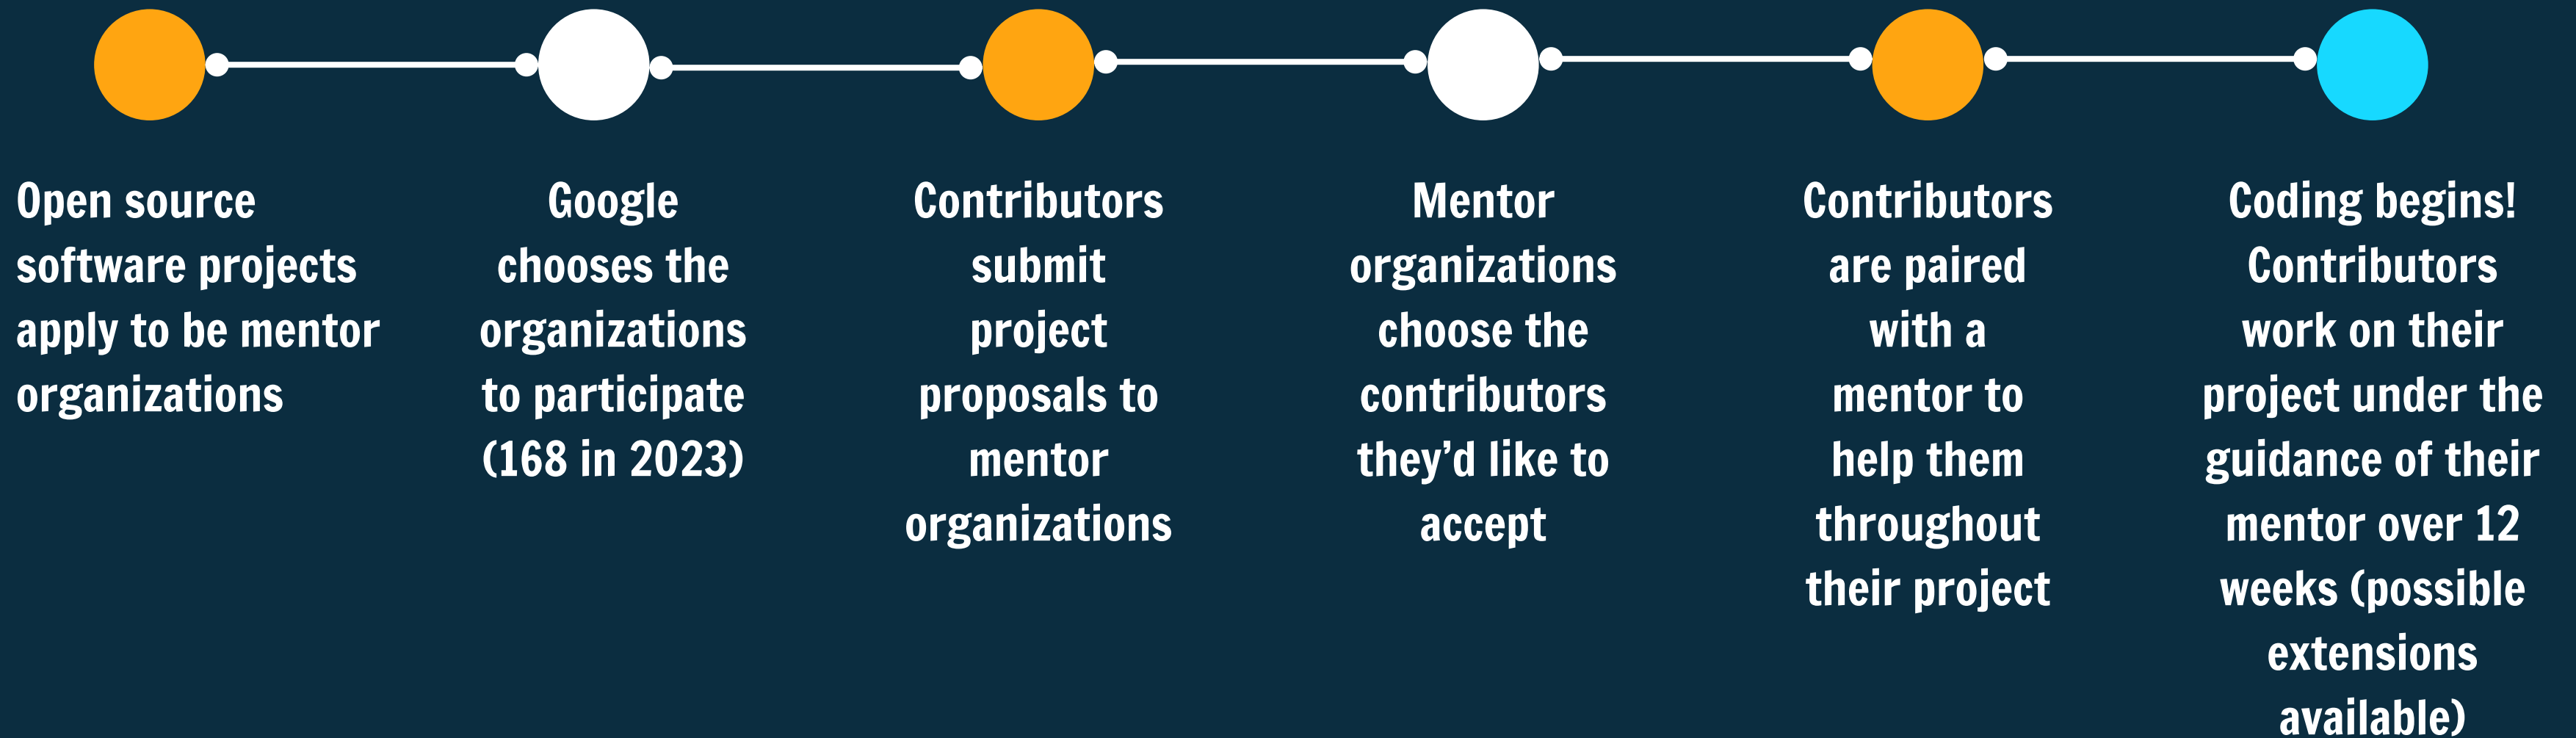 Open source
software projects
apply to be mentor
organizations
Google
chooses the
organizations
to participate
(168 in 2023)
Contributors
submit
project
proposals to
mentor
organizations
Mentor
organizations
choose the
contributors
they’d like to
accept
Contributors
are paired
with a
mentor to
help them
throughout
their project
Coding begins!
Contributors
work on their
project under the
guidance of their
mentor over 12
weeks (possible
extensions
available)